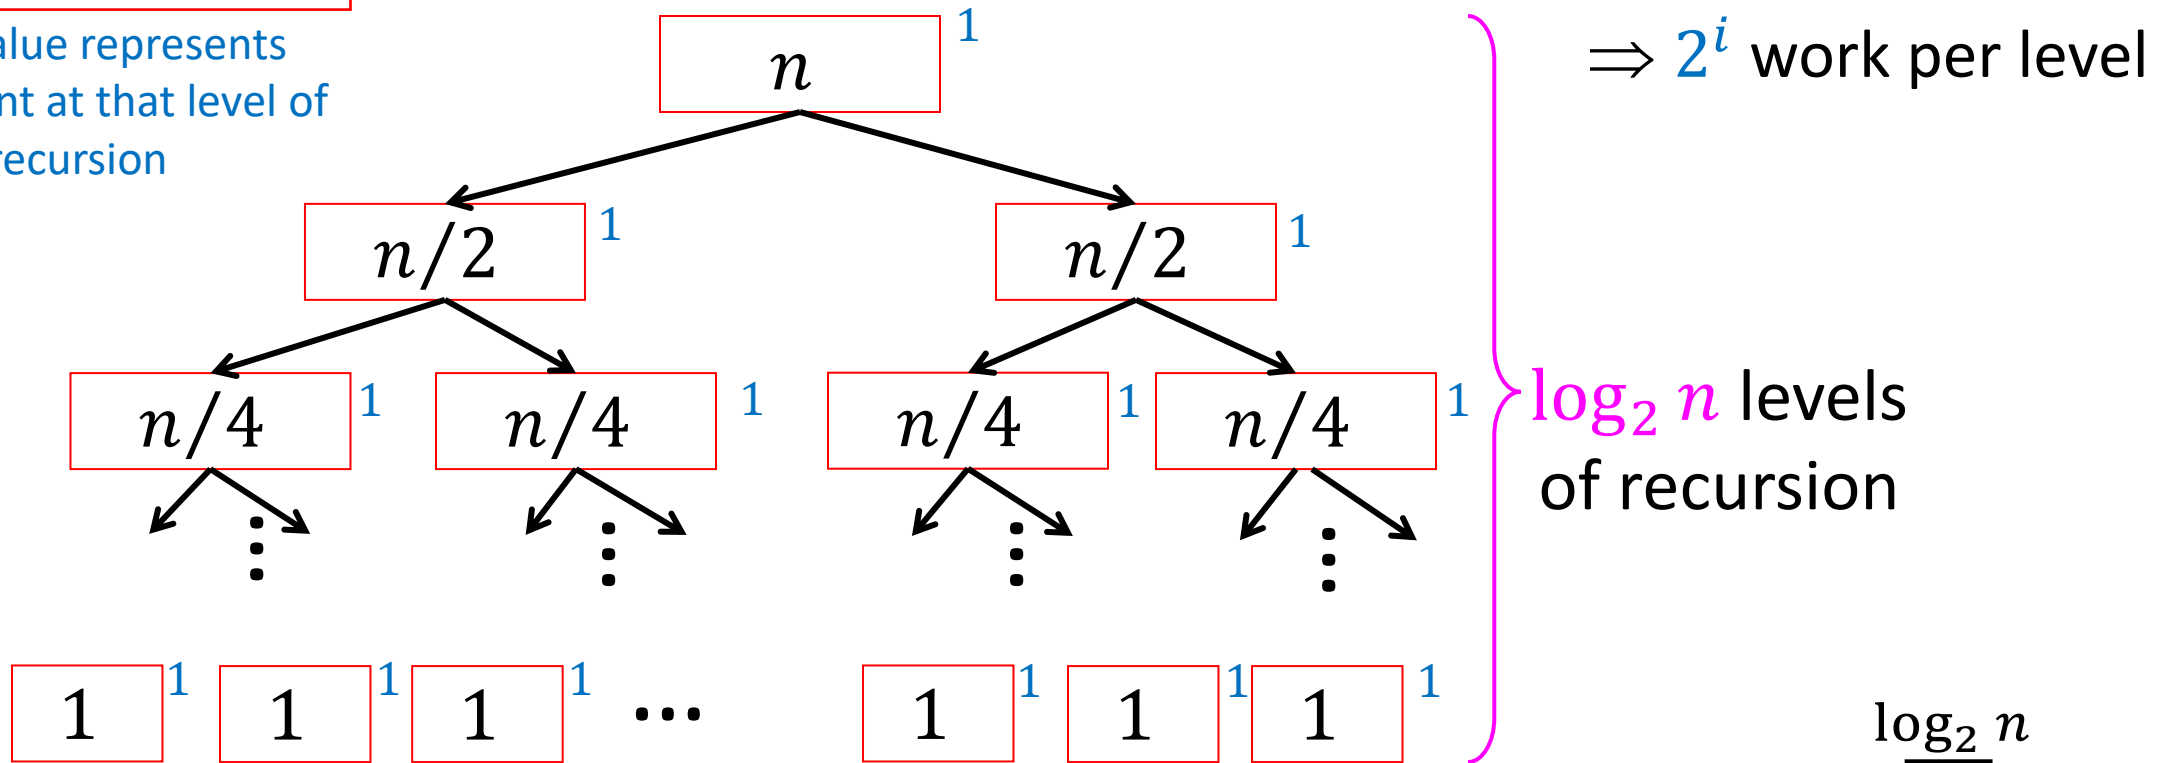 alue represents
nt at that level of
recursion
n 1
⇒ 2^i work per level
n/2 1 n/2 1
n/4 1 n/4 1 n/4 1 n/4 1
log₂ n levels
of recursion
⋮ ⋮ ⋮ ⋮
1 1 1 1 1 1 ⋯ 1 1 1 1 1 1
log₂ n